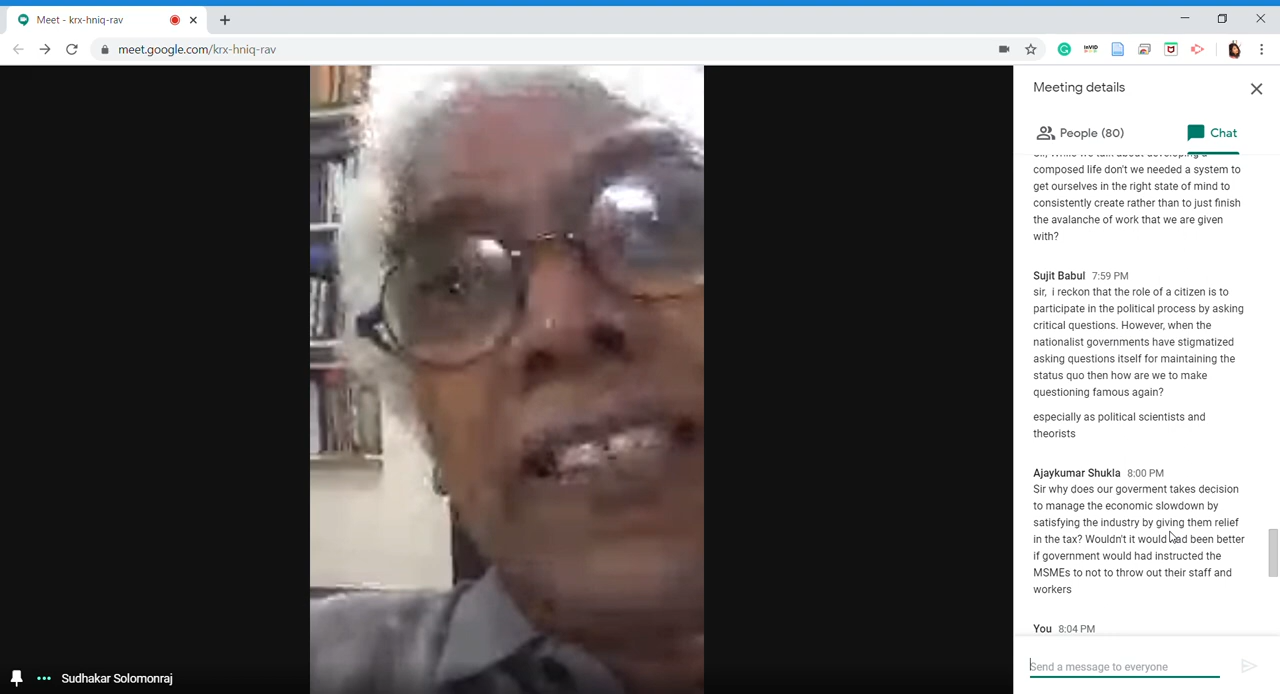 Meet - krx-hniq-rav
meet.google.com/krx-hniq-rav
InVID
Meeting details
People (80)
Chat
Sir, while we talk about developing a
composed life don't we needed a system to
get ourselves in the right state of mind to
consistently create rather than to just finish
the avalanche of work that we are given
with?
Sujit Babul 7:59 PM
sir, i reckon that the role of a citizen is to
participate in the political process by asking
critical questions. However, when the
nationalist governments have stigmatized
asking questions itself for maintaining the
status quo then how are we to make
questioning famous again?
especially as political scientists and
theorists
Ajaykumar Shukla 8:00 PM
Sir why does our goverment takes decision
to manage the economic slowdown by
satisfying the industry by giving them relief
in the tax? Wouldn't it would had been better
if government would had instructed the
MSMEs to not to throw out their staff and
workers
You 8:04 PM
Send a message to everyone
Sudhakar Solomonraj